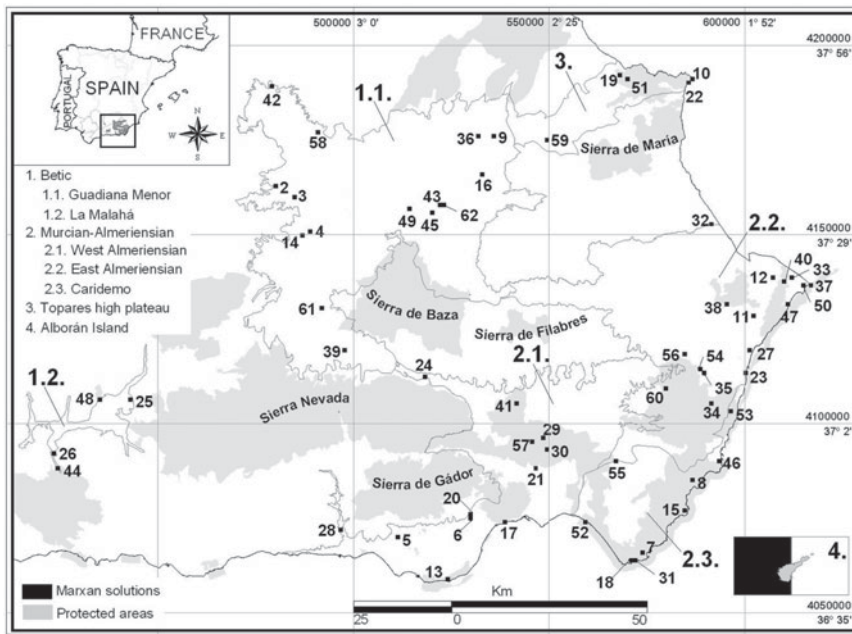 500000 3° 0'
550000 2° 25'
600000 1° 52'
FRANCE
SPAIN
PORTUGAL
N
W E
S
4200000
37° 56'
4150000
37° 29'
4100000
37° 2'
4050000
36° 35'
1. Betic
1.1. Guadiana Menor
1.2. La Malahá
2. Murcian-Almeriensian
2.1. West Almeriensian
2.2. East Almeriensian
2.3. Caridemo
3. Topares high plateau
4. Alborán Island
1.1.
3.
42
58
19
51
10
22
36
9
59
Sierra de María
16
2
3
43
62
49
45
14
4
32
2.2.
40
12
33
37
50
38
11
47
61
Sierra de Baza
Sierra de Filabres
39
24
2.1.
56
54
27
35
23
1.2.
48
25
Sierra Nevada
41
60
34
53
26
44
57
29
30
21
55
46
8
Sierra de Gádor
20
6
28
5
17
52
15
7
2.3.
18
31
13
4.
Km
25 0 50
Marxan solutions
Protected areas